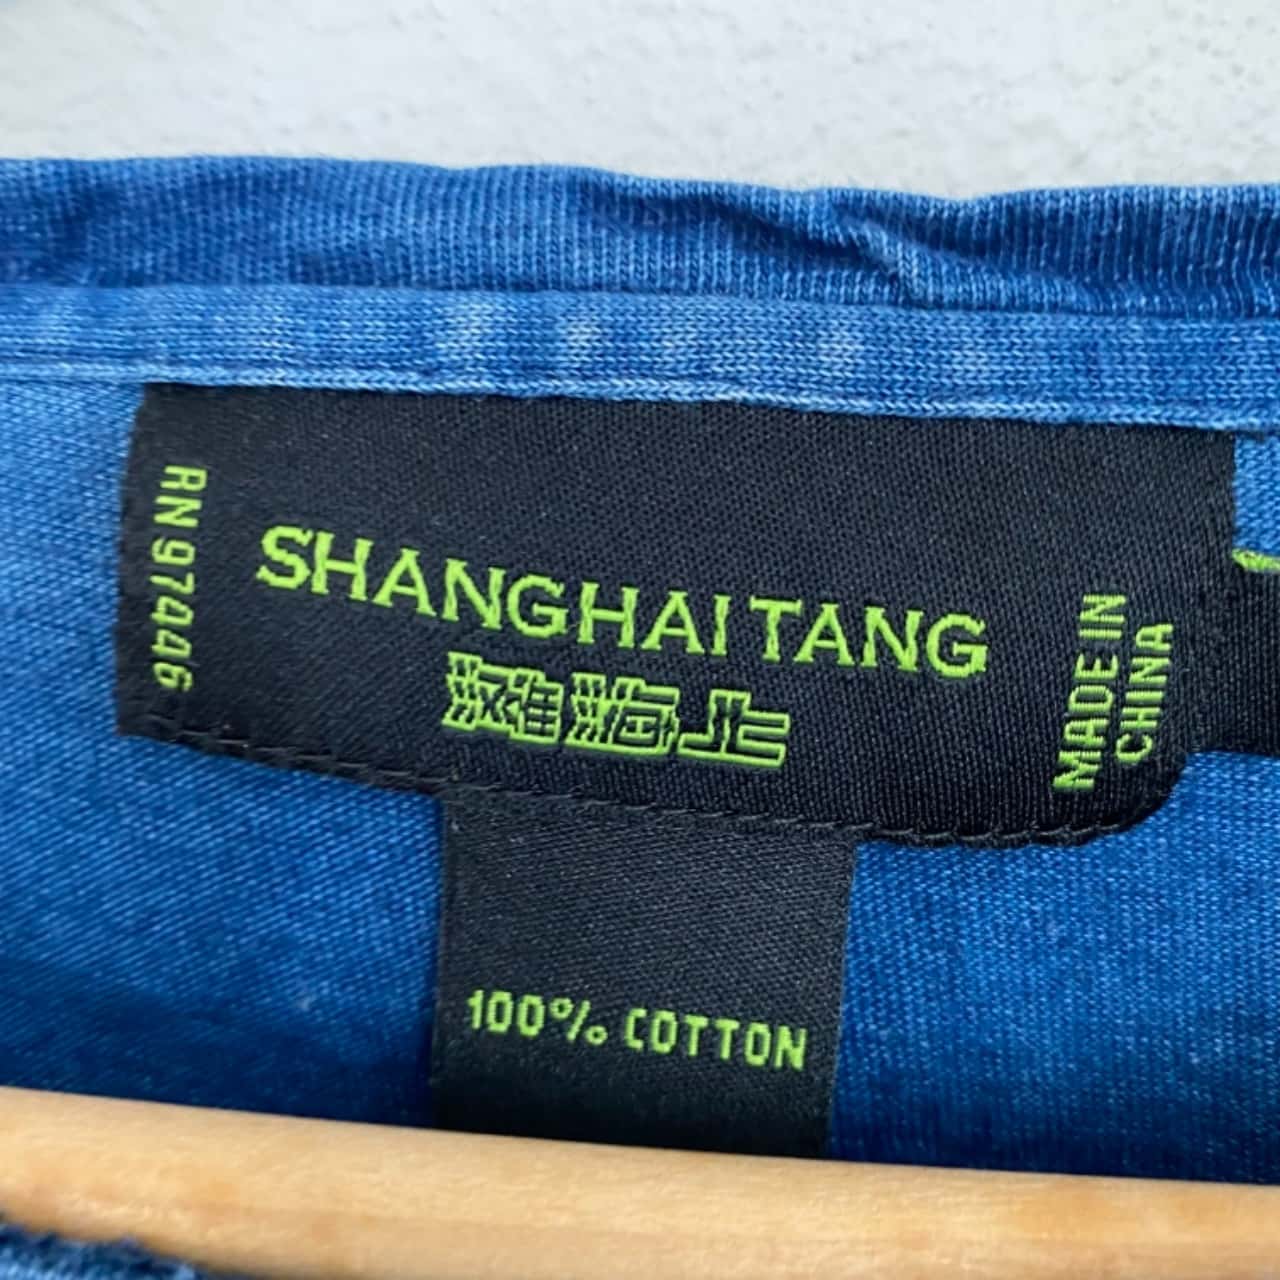 RN 97446
SHANGHAI TANG
上海灘
MADE IN
CHINA
100% COTTON